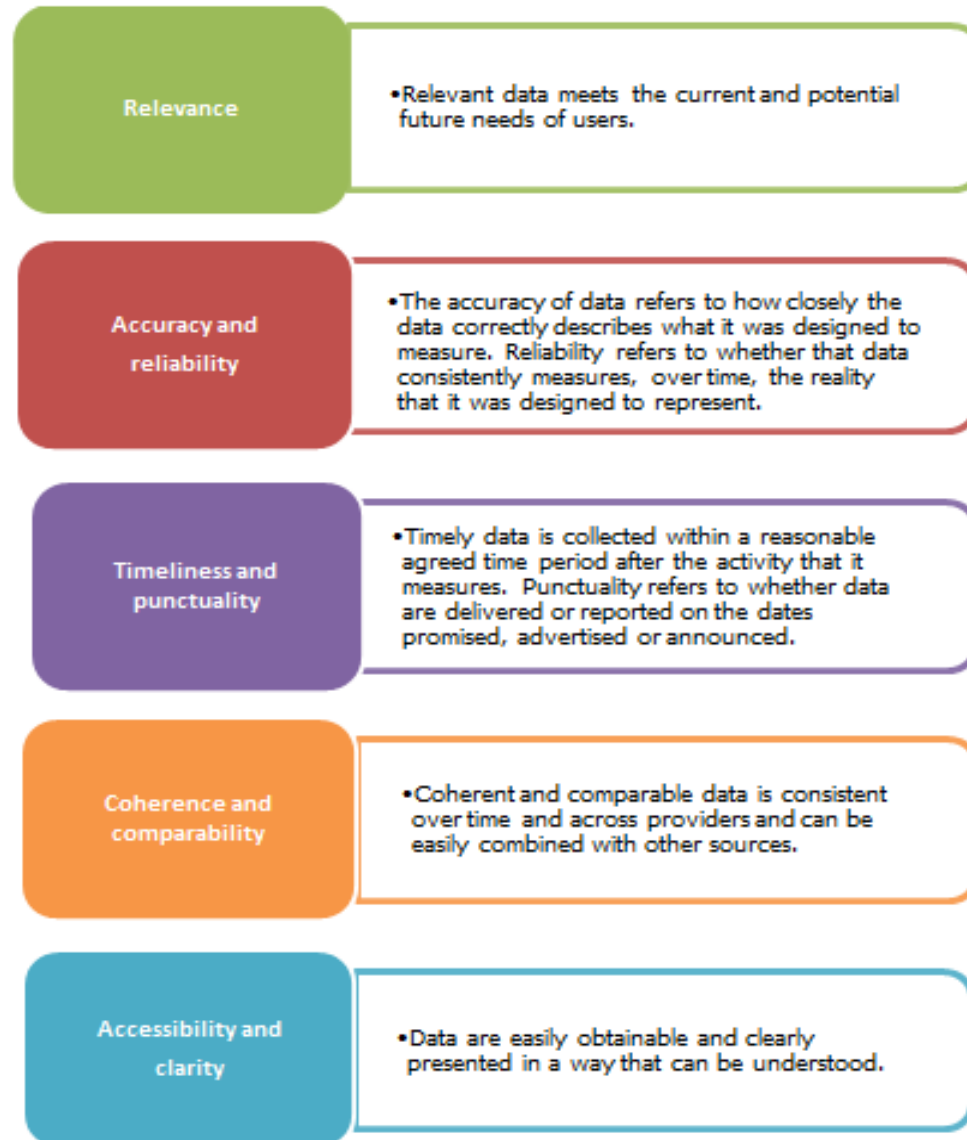 Relevance
•Relevant data meets the current and potential
future needs of users.
Accuracy and
reliability
•The accuracy of data refers to how closely the
data correctly describes what it was designed to
measure. Reliability refers to whether that data
consistently measures, over time, the reality
that it was designed to represent.
Timeliness and
punctuality
•Timely data is collected within a reasonable
agreed time period after the activity that it
measures. Punctuality refers to whether data
are delivered or reported on the dates
promised, advertised or announced.
Coherence and
comparability
•Coherent and comparable data is consistent
over time and across providers and can be
easily combined with other sources.
Accessibility and
clarity
•Data are easily obtainable and clearly
presented in a way that can be understood.